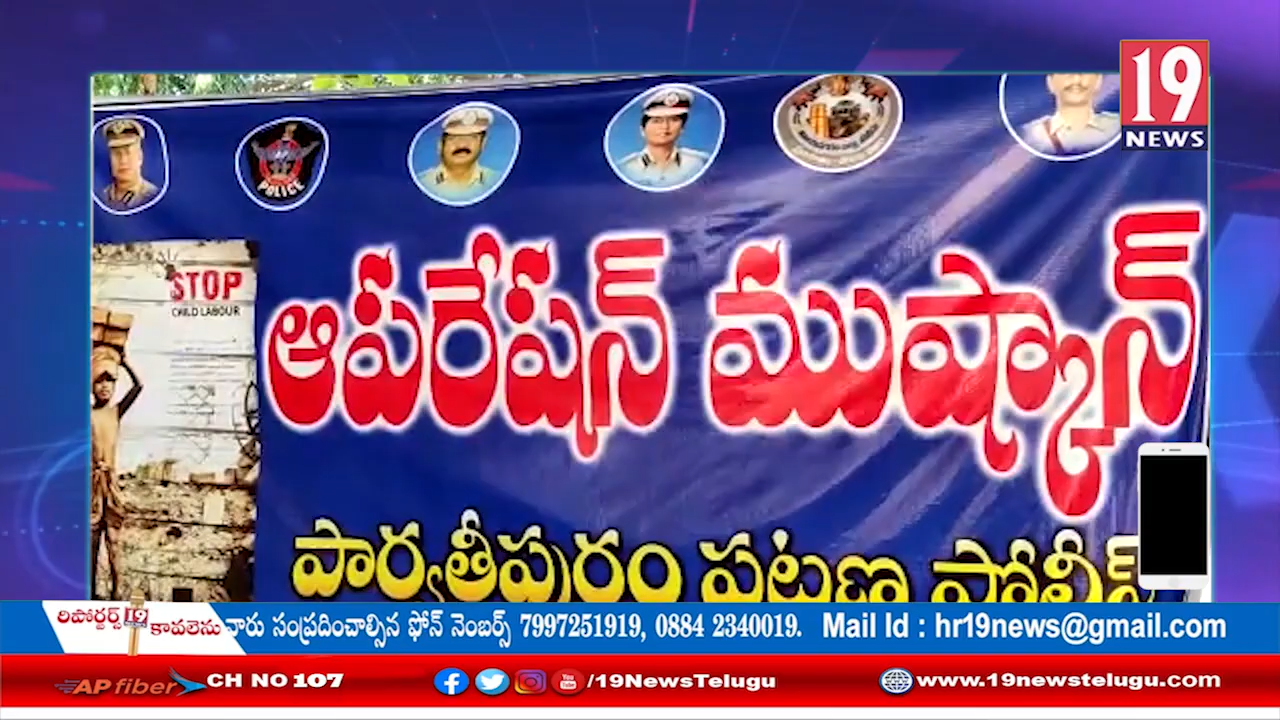 19
NEWS
POLICE
STOP
CHILD LABOUR
ఆపరేషన్ ముష్కాన్
పార్వతీపురం పట్టణ పోలీస్
రిపోర్టర్స్ కావలెను
వారు సంప్రదించాల్సిన ఫోన్ నెంబర్స్ 7997251919, 0884 2340019. Mail Id : hr19news@gmail.com
AP fiber CH NO 107 /19NewsTelugu www.19newstelugu.com